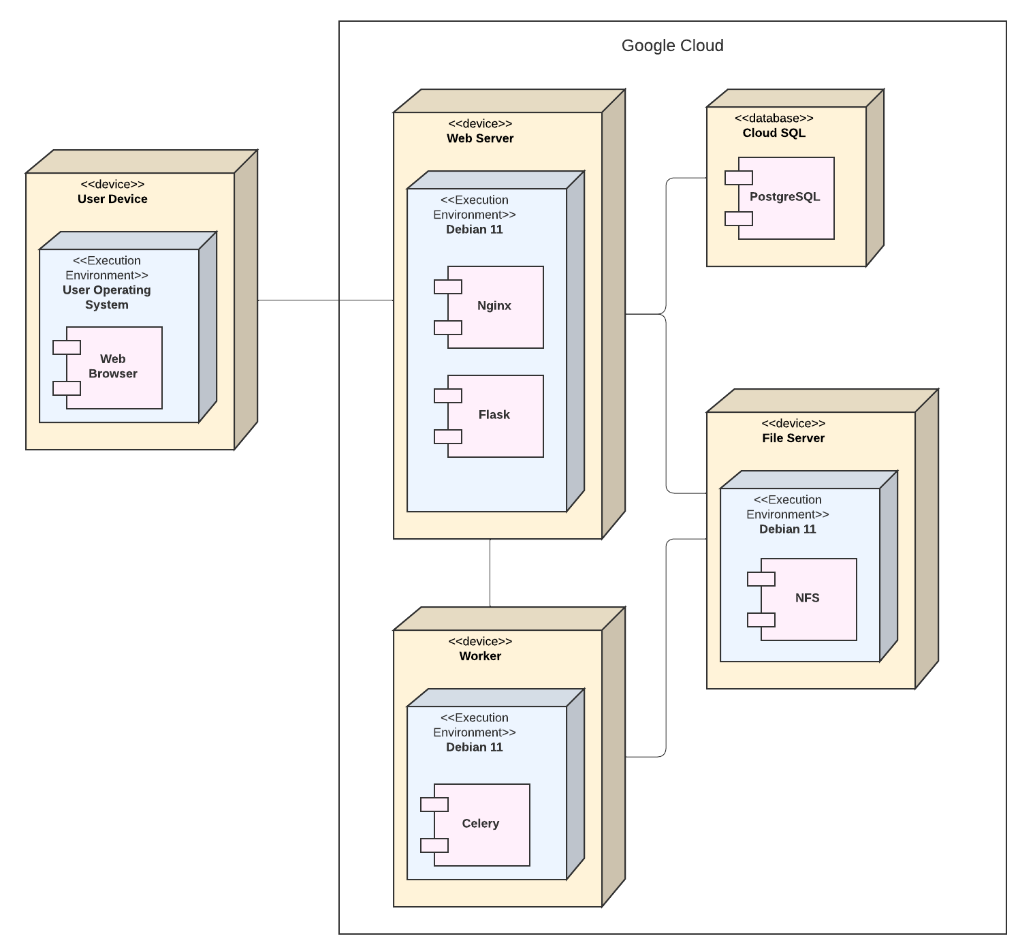 Google Cloud
<<device>>
User Device
<<Execution
Environment>>
User Operating
System
Web
Browser
<<device>>
Web Server
<<Execution
Environment>>
Debian 11
Nginx
Flask
<<database>>
Cloud SQL
PostgreSQL
<<device>>
File Server
<<Execution
Environment>>
Debian 11
NFS
<<device>>
Worker
<<Execution
Environment>>
Debian 11
Celery